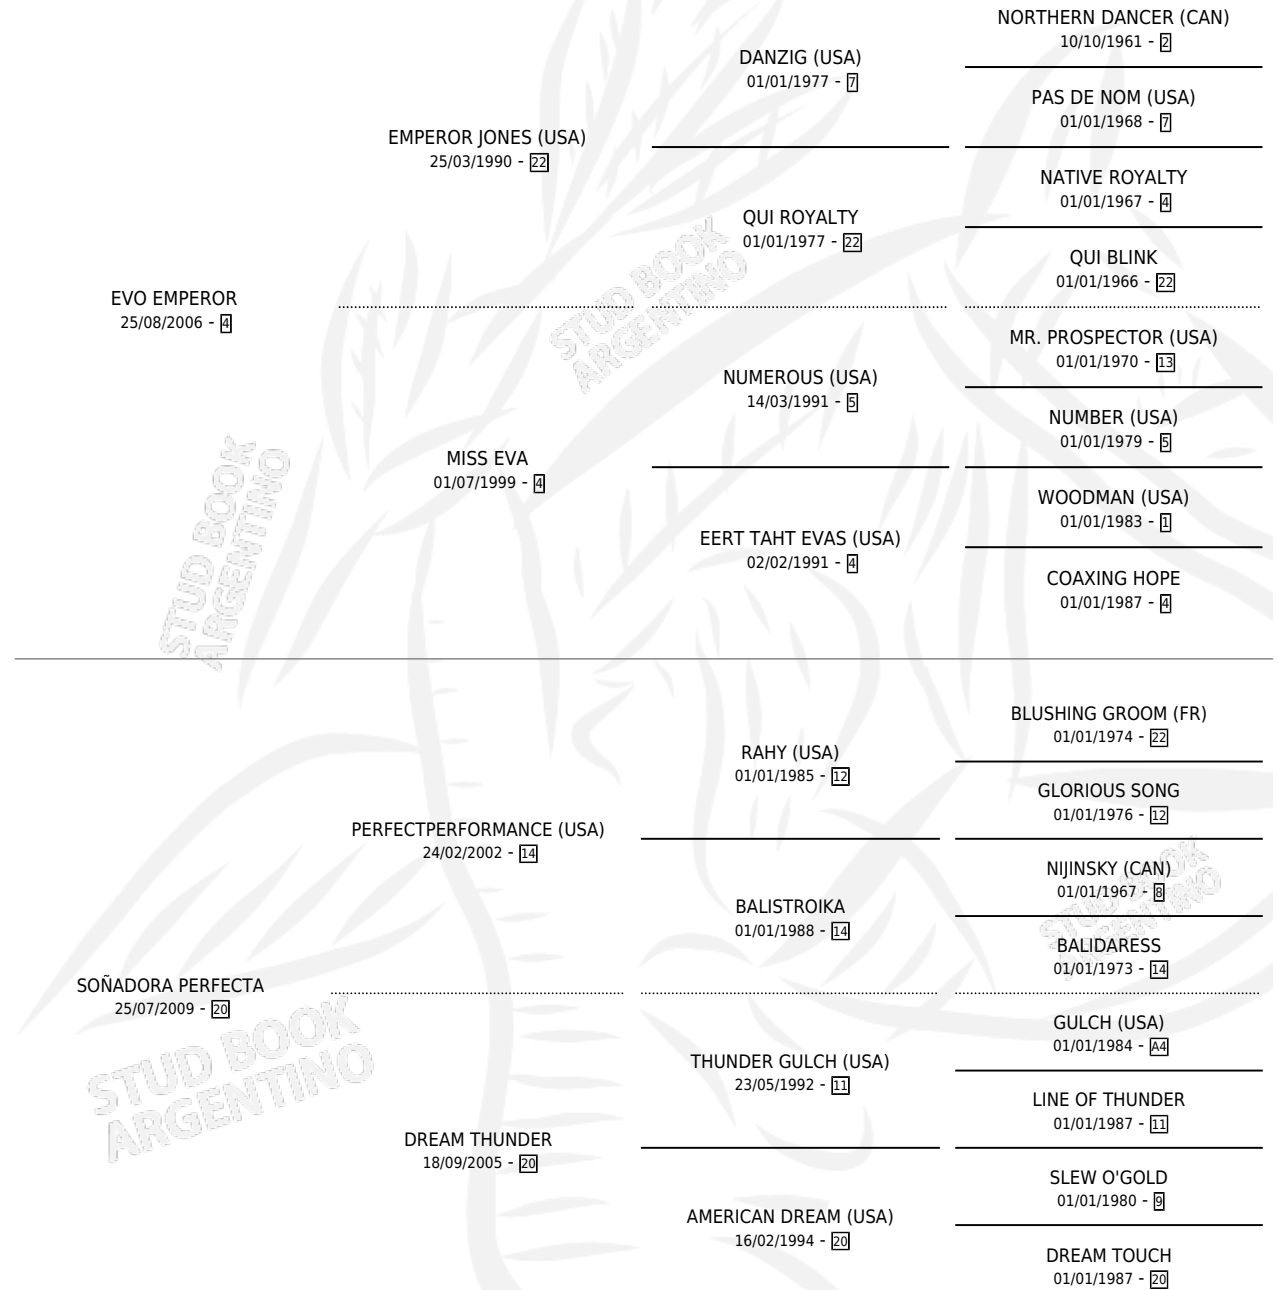 NORTHERN DANCER (CAN)
10/10/1961 - 2
DANZIG (USA)
01/01/1977 - 7
PAS DE NOM (USA)
01/01/1968 - 7
EMPEROR JONES (USA)
25/03/1990 - 22
NATIVE ROYALTY
01/01/1967 - 4
QUI ROYALTY
01/01/1977 - 22
QUI BLINK
01/01/1966 - 22
EVO EMPEROR
25/08/2006 - 4
MR. PROSPECTOR (USA)
01/01/1970 - 13
NUMEROUS (USA)
14/03/1991 - 5
NUMBER (USA)
01/01/1979 - 5
MISS EVA
01/07/1999 - 4
WOODMAN (USA)
01/01/1983 - 1
EERT TAHT EVAS (USA)
02/02/1991 - 4
COAXING HOPE
01/01/1987 - 4
STUD BOOK
ARGENTINO
STUD BOOK
ARGENTINO
BLUSHING GROOM (FR)
01/01/1974 - 22
RAHY (USA)
01/01/1985 - 12
GLORIOUS SONG
01/01/1976 - 12
PERFECTPERFORMANCE (USA)
24/02/2002 - 14
NIJINSKY (CAN)
01/01/1967 - 8
BALISTROIKA
01/01/1988 - 14
BALIDARESS
01/01/1973 - 14
STUD BOOK
ARGENTINO
SOÑADORA PERFECTA
25/07/2009 - 20
GULCH (USA)
01/01/1984 - A4
THUNDER GULCH (USA)
23/05/1992 - 11
LINE OF THUNDER
01/01/1987 - 11
STUD BOOK
ARGENTINO
DREAM THUNDER
18/09/2005 - 20
SLEW O'GOLD
01/01/1980 - 9
AMERICAN DREAM (USA)
16/02/1994 - 20
DREAM TOUCH
01/01/1987 - 20